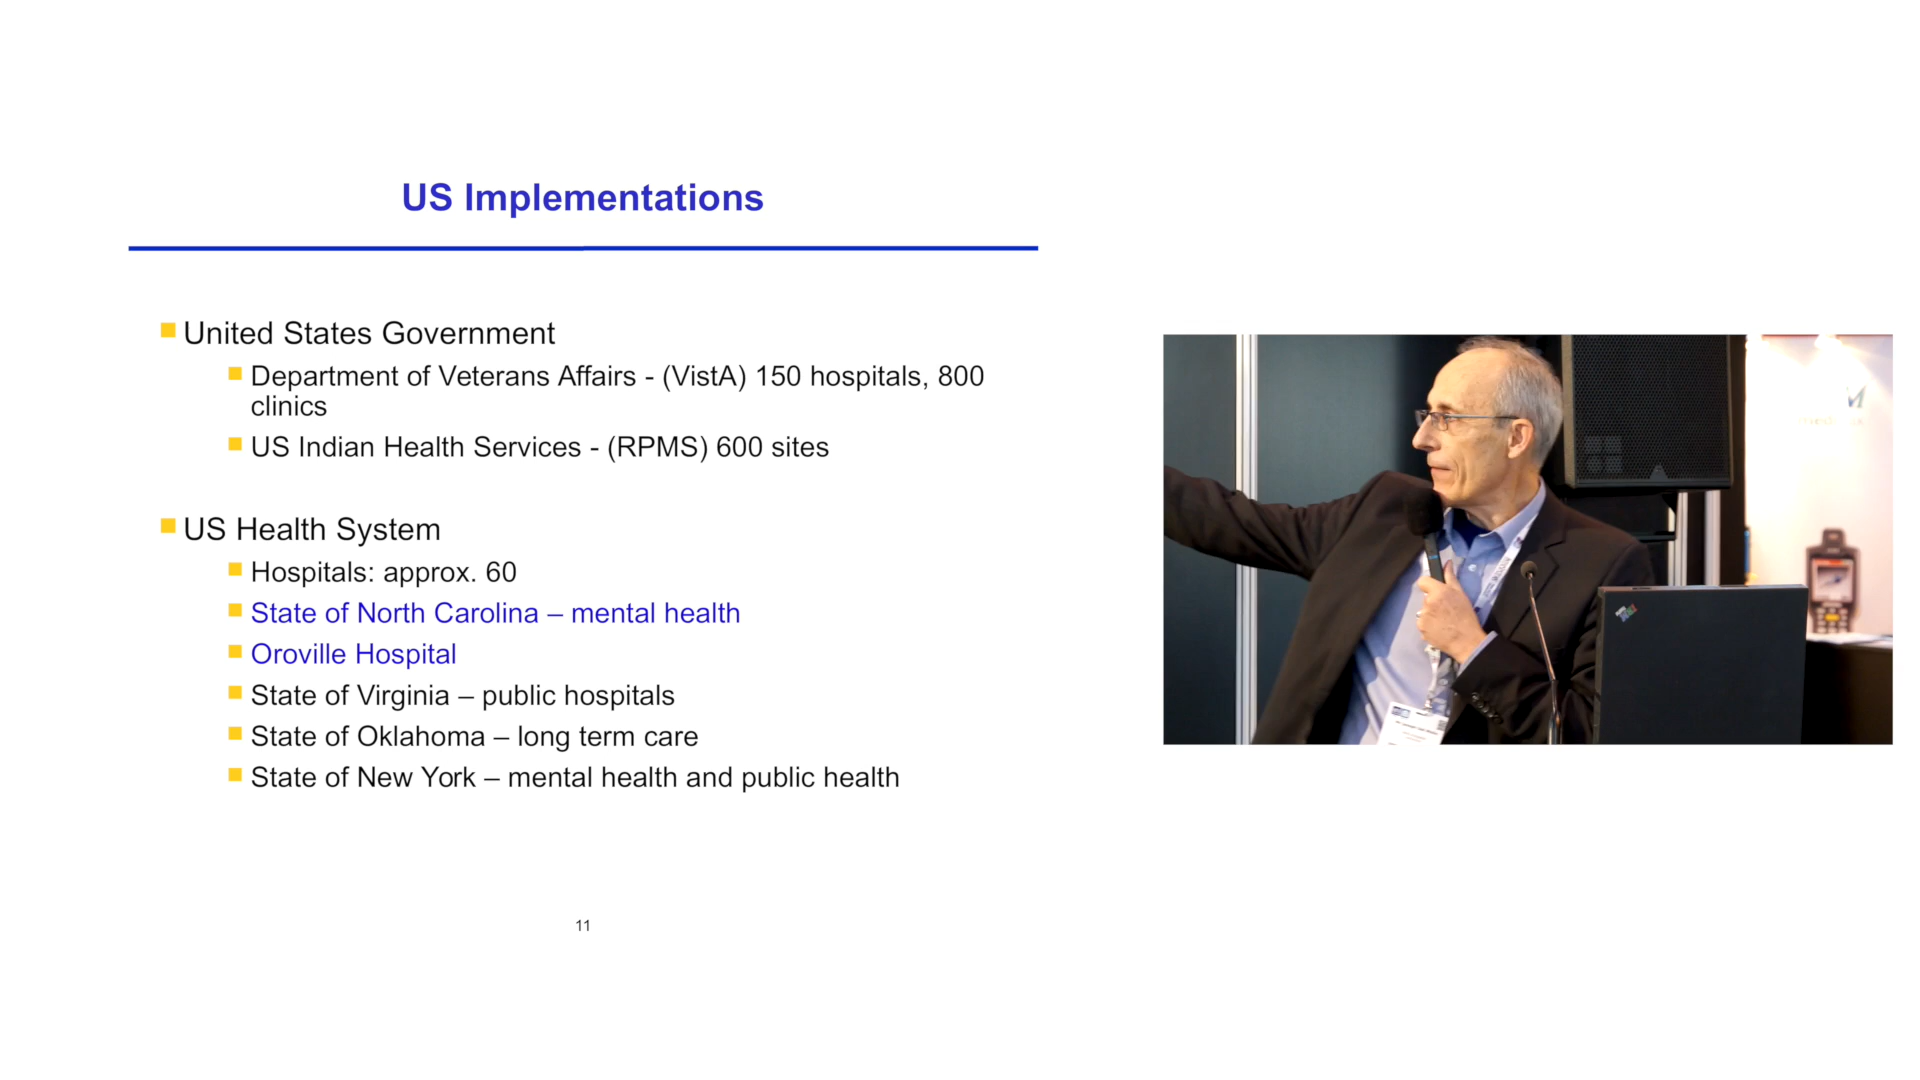 US Implementations
United States Government
Department of Veterans Affairs - (VistA) 150 hospitals, 800
clinics
US Indian Health Services - (RPMS) 600 sites
US Health System
Hospitals: approx. 60
State of North Carolina – mental health
Oroville Hospital
State of Virginia – public hospitals
State of Oklahoma – long term care
State of New York – mental health and public health
11